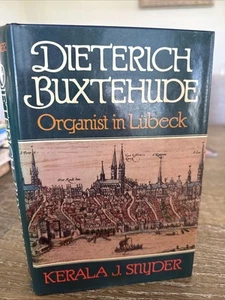 DIETERICH
BUXTEHUDE
Organist in Lübeck
KERALA J. SNYDER